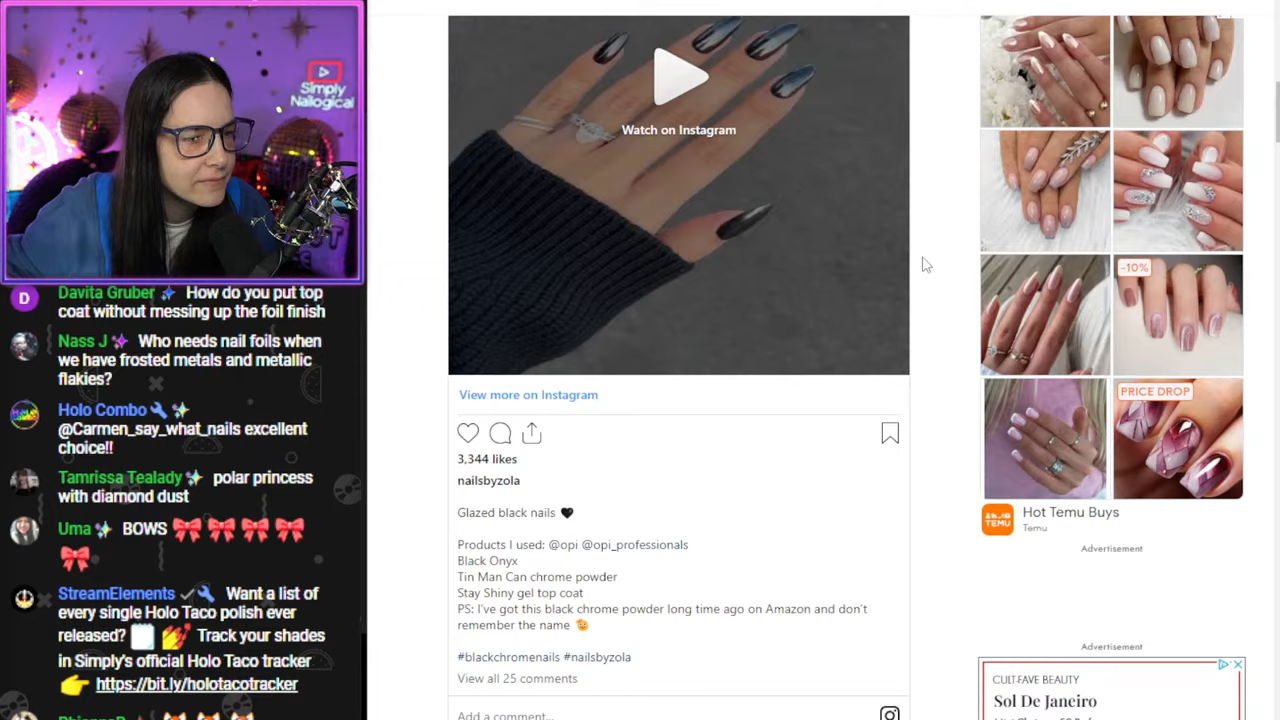 Simply
Nailogical
D
Davita Gruber How do you put top
coat without messing up the foil finish
Nass J Who needs nail foils when
we have frosted metals and metallic
flakies?
Holo Combo
@Carmen_say_what_nails excellent
choice!!
Tamrissa Tealady polar princess
with diamond dust
Uma BOWS 🎀 🎀 🎀 🎀
🎀
StreamElements Want a list of
every single Holo Taco polish ever
released? 🗒️ 💅 Track your shades
in Simply's official Holo Taco tracker
👉 https://bit.ly/holotacotracker
Watch on Instagram
View more on Instagram
3,344 likes
nailsbyzola
Glazed black nails 🖤
Products I used: @opi @opi_professionals
Black Onyx
Tin Man Can chrome powder
Stay Shiny gel top coat
PS: I've got this black chrome powder long time ago on Amazon and don't
remember the name 🫡
#blackchromenails #nailsbyzola
View all 25 comments
Add a comment...
-10%
PRICE DROP
TEMU
Hot Temu Buys
Temu
Advertisement
Advertisement
CULT-FAVE BEAUTY
Sol De Janeiro